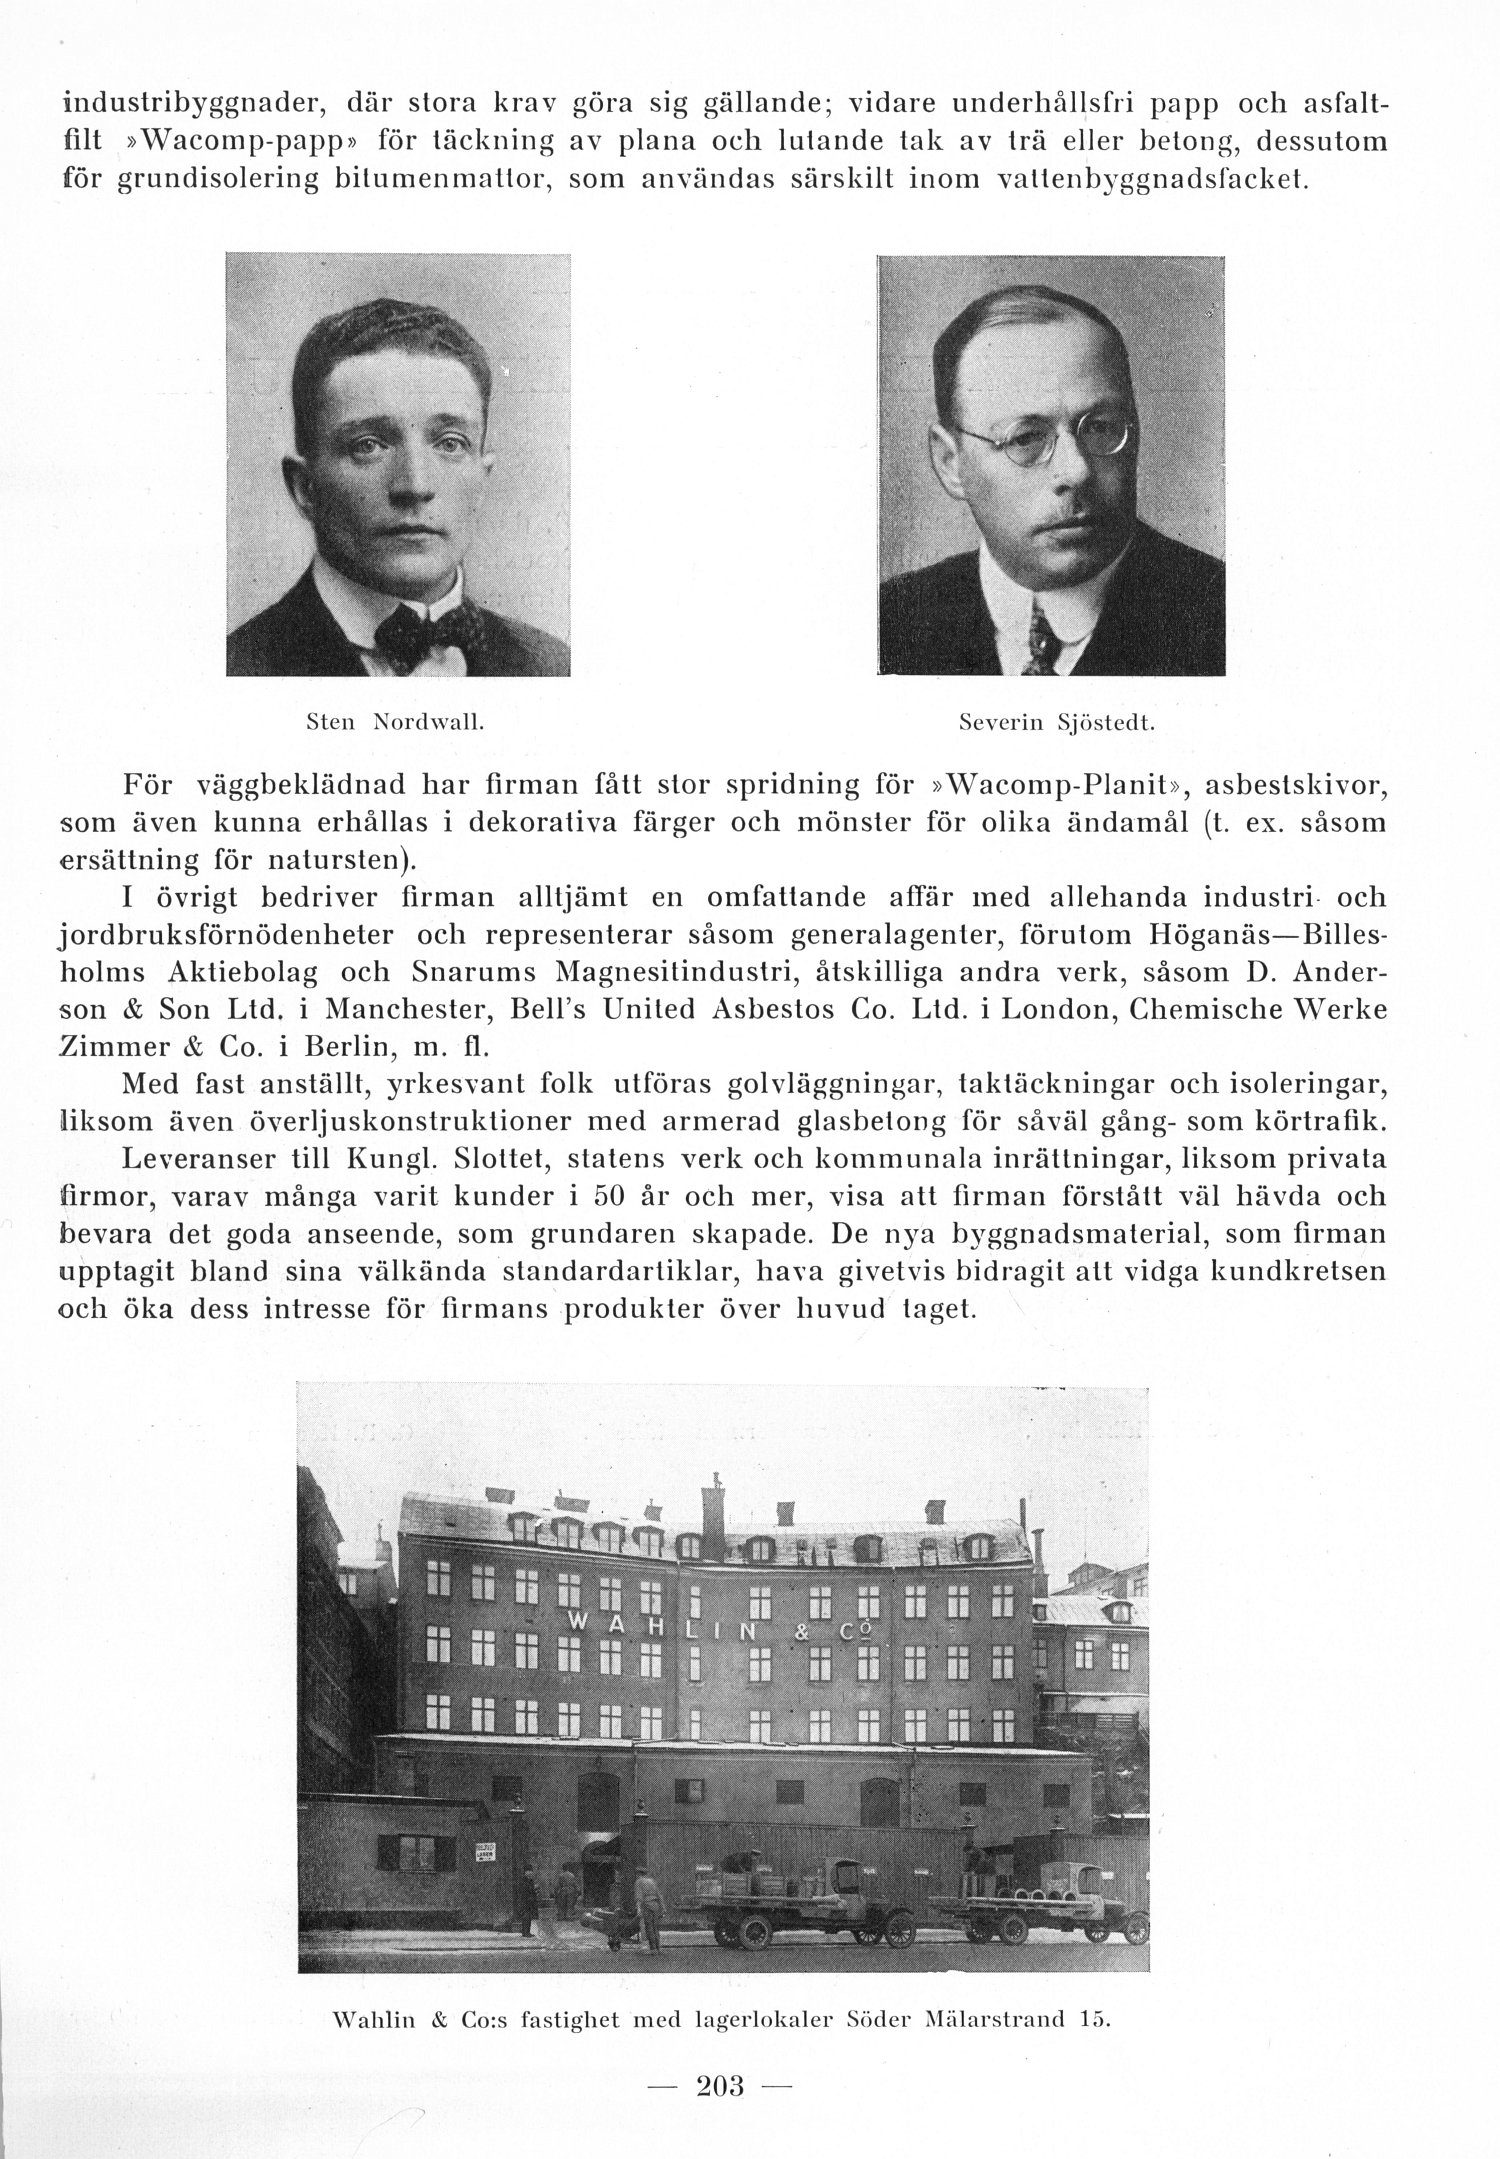 industribyggnader, där stora krav göra sig gällande; vidare underhållsfri papp och asfalt-
filt »Wacomp-papp» för täckning av plana och lutande tak av trä eller betong, dessutom
för grundisolering bitumenmattor, som användas särskilt inom vattenbyggnadsfacket.
Sten Nordwall.
Severin Sjöstedt.
För väggbeklädnad har firman fått stor spridning för »Wacomp-Planit», asbestskivor,
som även kunna erhållas i dekorativa färger och mönster för olika ändamål (t. ex. såsom
ersättning för natursten).
I övrigt bedriver firman alltjämt en omfattande affär med allehanda industri- och
jordbruksförnödenheter och representerar såsom generalagenter, förutom Höganäs—Billes-
holms Aktiebolag och Snarums Magnesitindustri, åtskilliga andra verk, såsom D. Ander-
son & Son Ltd. i Manchester, Bell's United Asbestos Co. Ltd. i London, Chemische Werke
Zimmer & Co. i Berlin, m. fl.
Med fast anställt, yrkesvant folk utföras golvläggningar, taktäckningar och isoleringar,
liksom även överljuskonstruktioner med armerad glasbetong för såväl gång- som körtrafik.
Leveranser till Kungl. Slottet, statens verk och kommunala inrättningar, liksom privata
firmor, varav många varit kunder i 50 år och mer, visa att firman förstått väl hävda och
bevara det goda anseende, som grundaren skapade. De nya byggnadsmaterial, som firman
upptagit bland sina välkända standardartiklar, hava givetvis bidragit att vidga kundkretsen
och öka dess intresse för firmans produkter över huvud taget.
WAHLIN & Co
Wahlin & Co:s fastighet med lagerlokaler Söder Mälarstrand 15.
— 203 —